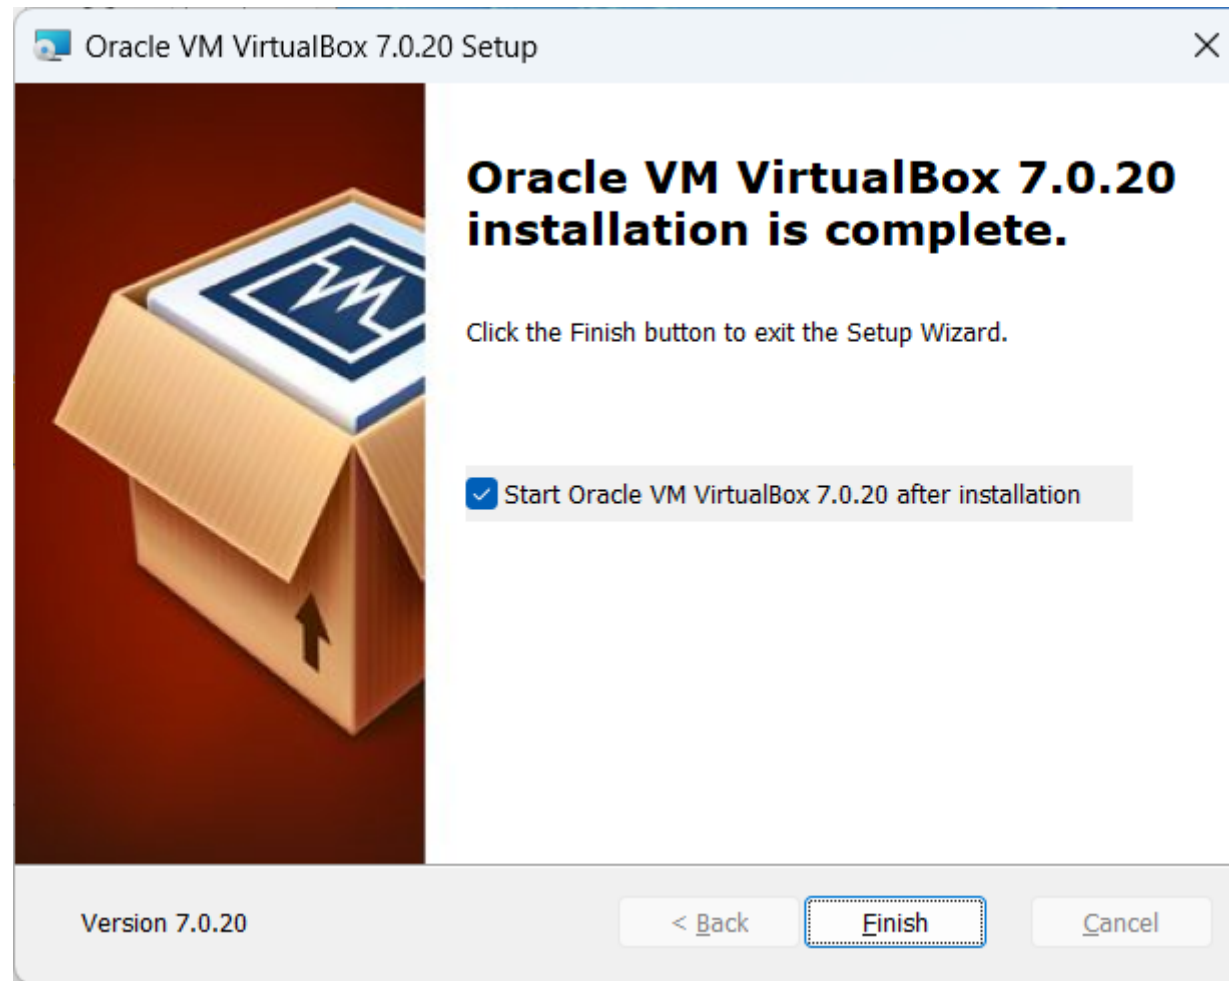 Oracle VM VirtualBox 7.0.20 Setup
Oracle VM VirtualBox 7.0.20
installation is complete.
Click the Finish button to exit the Setup Wizard.
Start Oracle VM VirtualBox 7.0.20 after installation
Version 7.0.20
< Back
Finish
Cancel